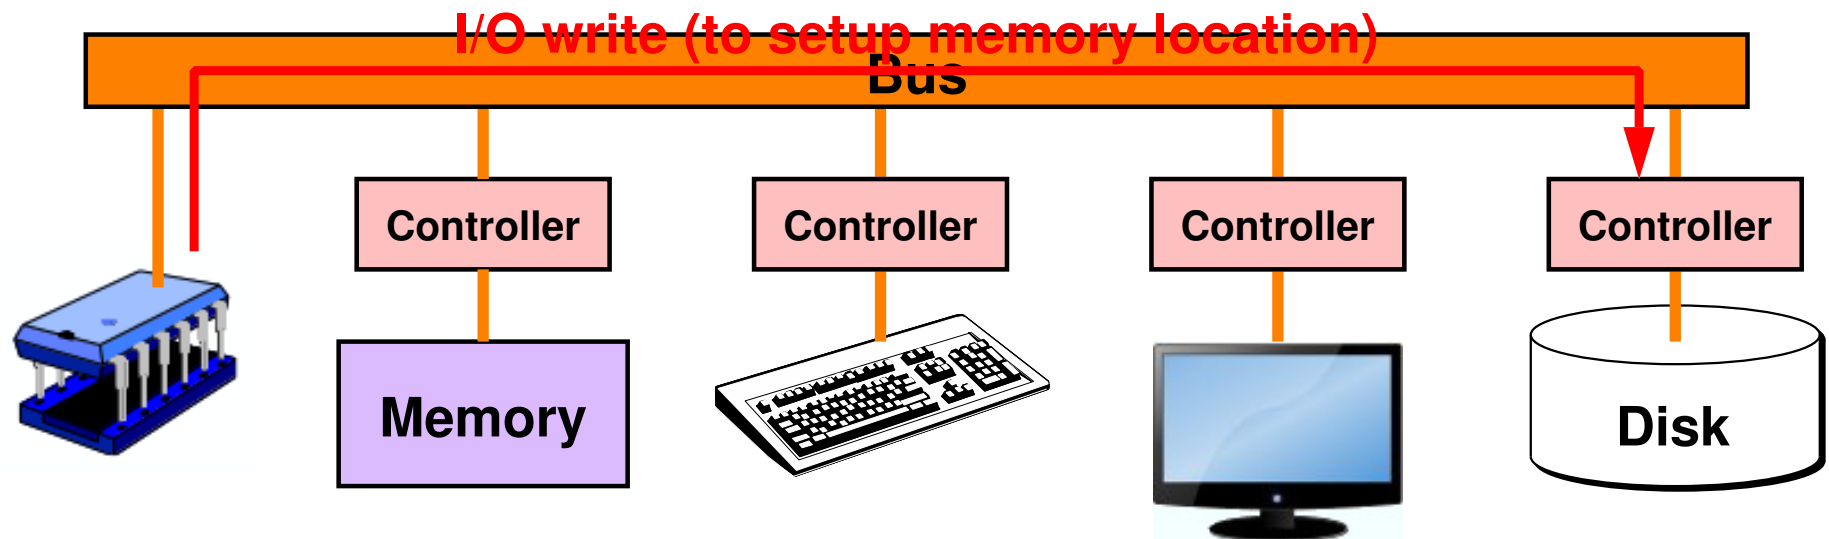 I/O write (to setup memory location)
Bus
Controller
Controller
Controller
Controller
Memory
Disk